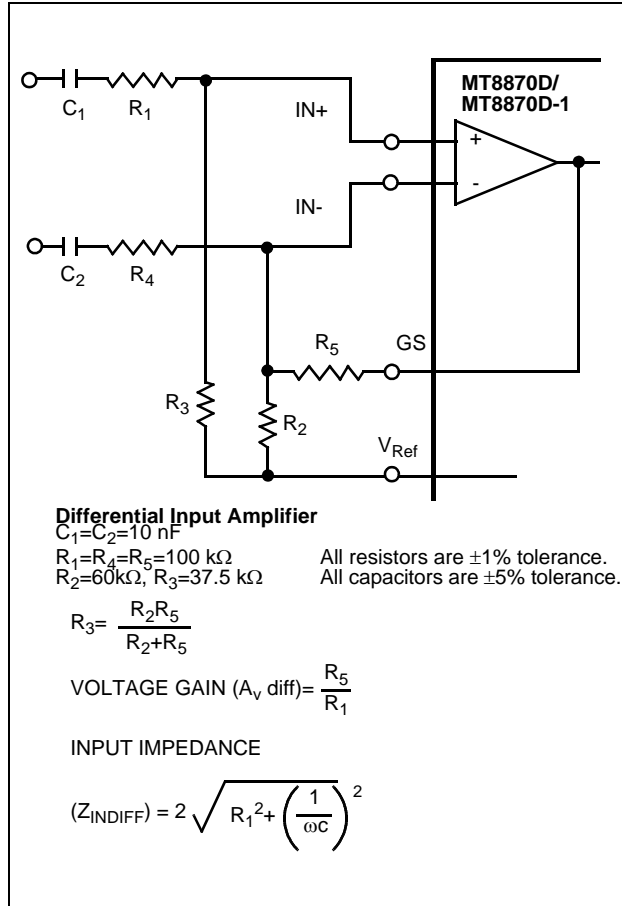 MT8870D/
MT8870D-1
C₁ R₁
IN+
+
IN-
-
C₂ R₄
R₅ GS
R₃ R₂
V_Ref
Differential Input Amplifier
C₁=C₂=10 nF
R₁=R₄=R₅=100 kΩ All resistors are ±1% tolerance.
R₂=60kΩ, R₃=37.5 kΩ All capacitors are ±5% tolerance.
R₃= R₂R₅ / R₂+R₅
VOLTAGE GAIN (Aᵥ diff)= R₅ / R₁
INPUT IMPEDANCE
(Z_INDIFF) = 2 √ R₁²+ (1 / ωc)²